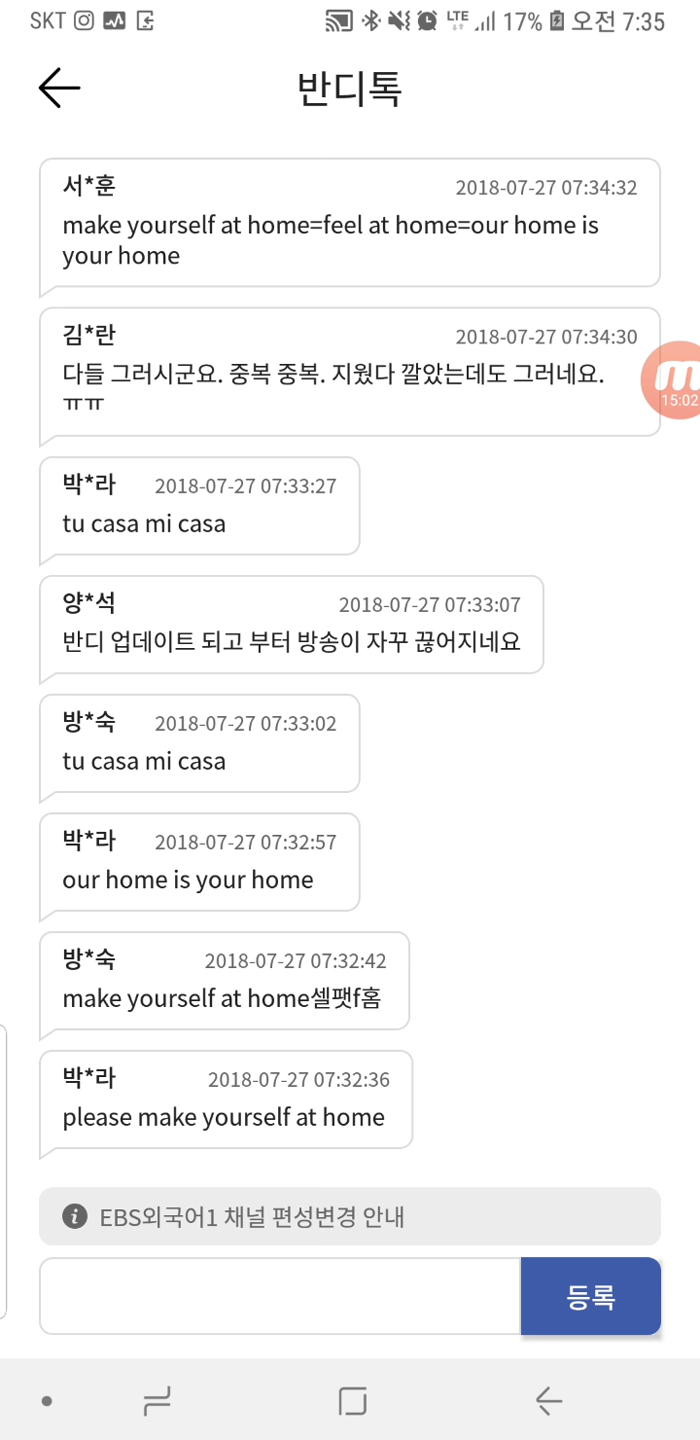 SKT LTE 17% 오전 7:35
반디톡
서*훈 2018-07-27 07:34:32
make yourself at home=feel at home=our home is
your home
김*란 2018-07-27 07:34:30
다들 그러시군요. 중복 중복. 지웠다 깔았는데도 그러네요.
ㅠㅠ
m
15:02
박*라 2018-07-27 07:33:27
tu casa mi casa
양*석 2018-07-27 07:33:07
반디 업데이트 되고 부터 방송이 자꾸 끊어지네요
방*숙 2018-07-27 07:33:02
tu casa mi casa
박*라 2018-07-27 07:32:57
our home is your home
방*숙 2018-07-27 07:32:42
make yourself at home셀팻f홈
박*라 2018-07-27 07:32:36
please make yourself at home
EBS외국어1 채널 편성변경 안내
등록